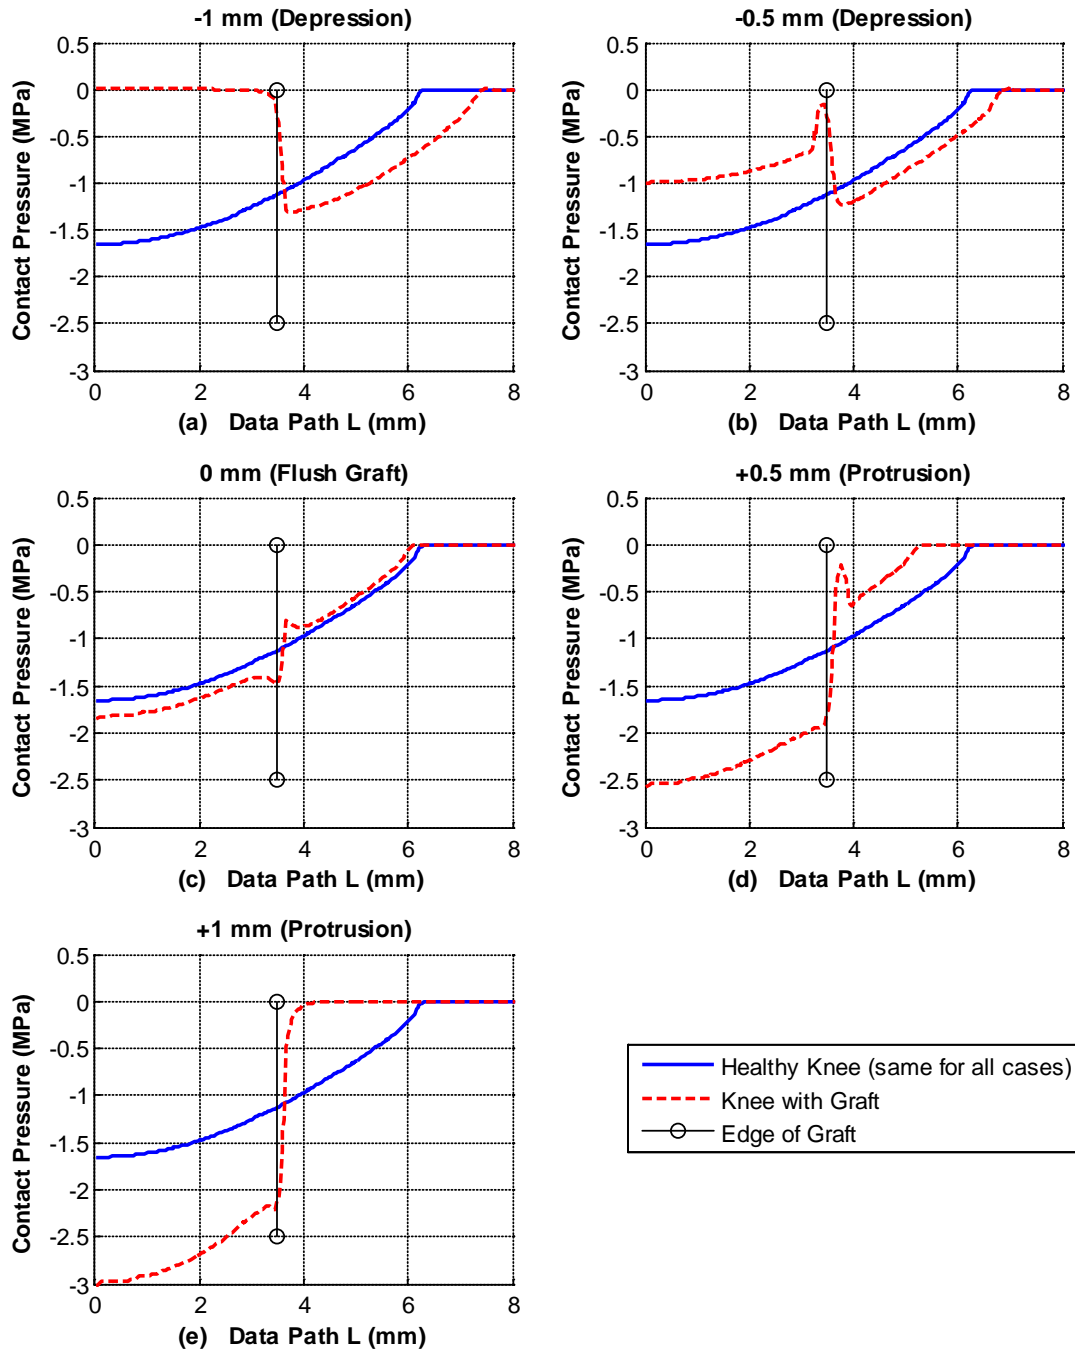 -1 mm (Depression)
0.5
0
-0.5
-1
-1.5
-2
-2.5
-3
Contact Pressure (MPa)
0 2 4 6 8
(a) Data Path L (mm)
-0.5 mm (Depression)
0.5
0
-0.5
-1
-1.5
-2
-2.5
-3
Contact Pressure (MPa)
0 2 4 6 8
(b) Data Path L (mm)
0 mm (Flush Graft)
0.5
0
-0.5
-1
-1.5
-2
-2.5
-3
Contact Pressure (MPa)
0 2 4 6 8
(c) Data Path L (mm)
+0.5 mm (Protrusion)
0.5
0
-0.5
-1
-1.5
-2
-2.5
-3
Contact Pressure (MPa)
0 2 4 6 8
(d) Data Path L (mm)
+1 mm (Protrusion)
0.5
0
-0.5
-1
-1.5
-2
-2.5
-3
Contact Pressure (MPa)
0 2 4 6 8
(e) Data Path L (mm)
Healthy Knee (same for all cases)
Knee with Graft
Edge of Graft